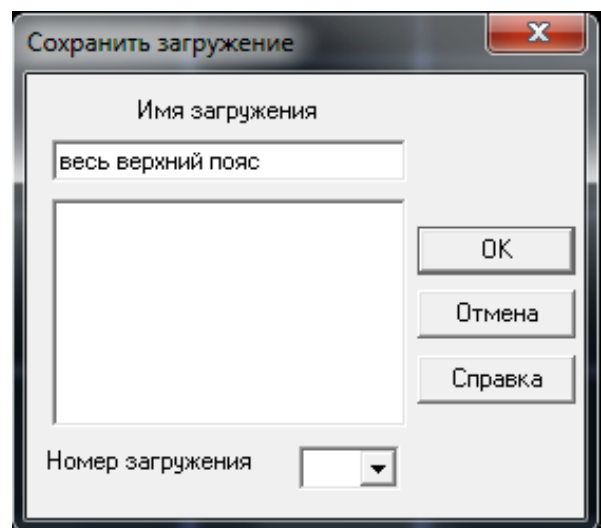 Сохранить загружение
Имя загружения
весь верхний пояс
OK
Отмена
Справка
Номер загружения